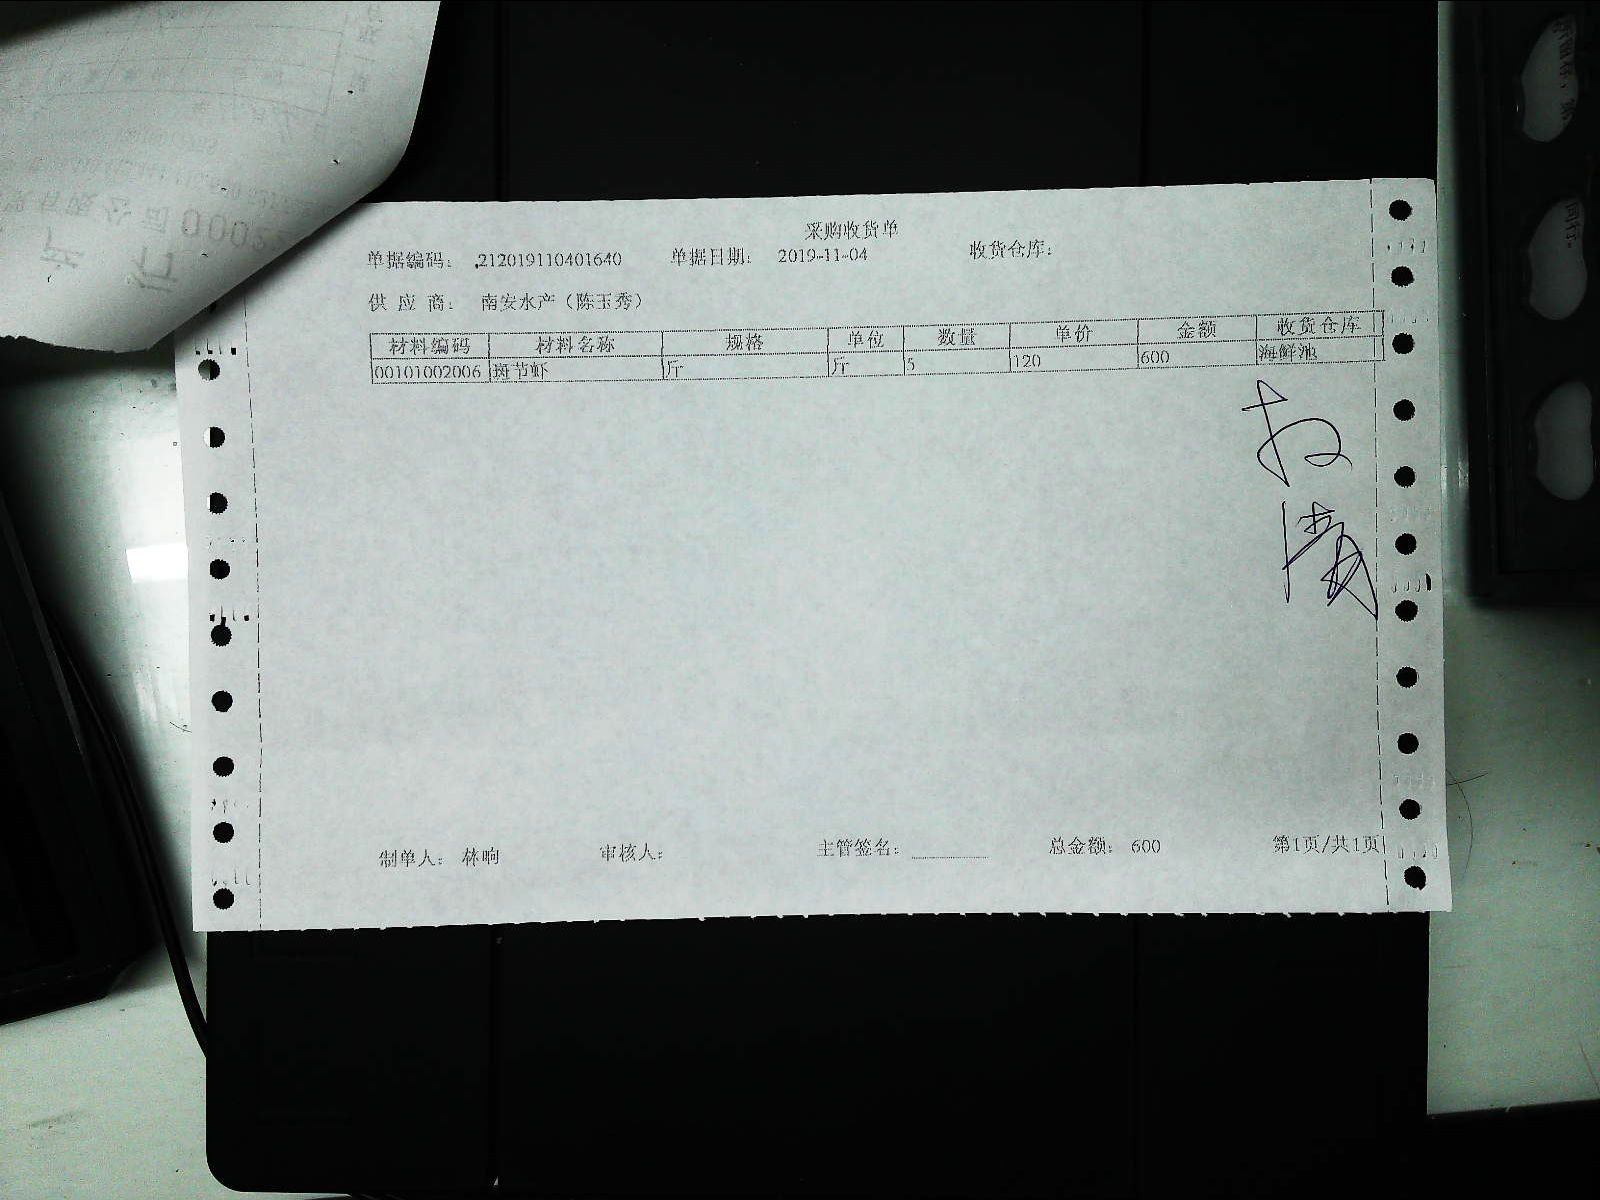 采购收货单
单据编码： .212019110401640 单据日期： 2019-11-04 收货仓库：
供 应 商： 南安水产（陈玉秀）
材料编码 材料名称 规格 单位 数量 单价 金额 收货仓库
00101002006 斑节虾 斤 斤 5 120 600 海鲜池
制单人： 林响 审核人： 主管签名： 总金额： 600 第1页/共1页